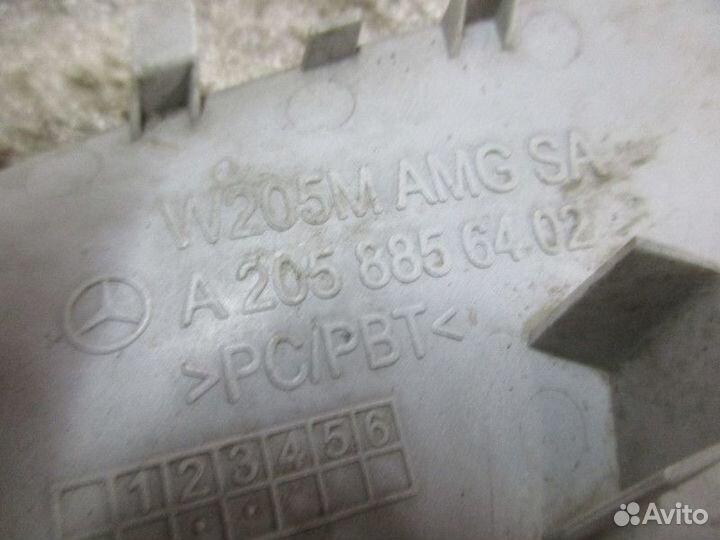 W205M AMG SA
A 205 885 64 02
>PC/PBT<
1 2 3 4 5 6
Avito